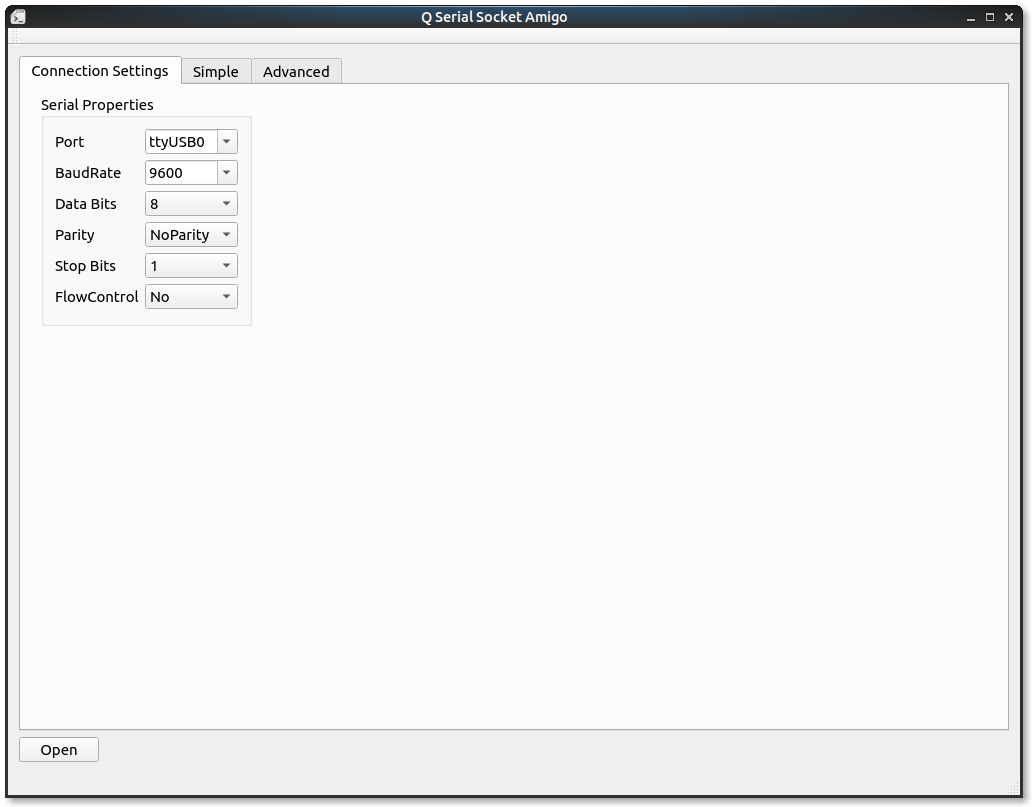 Q Serial Socket Amigo
Connection Settings Simple Advanced
Serial Properties
Port ttyUSB0
BaudRate 9600
Data Bits 8
Parity NoParity
Stop Bits 1
FlowControl No
Open